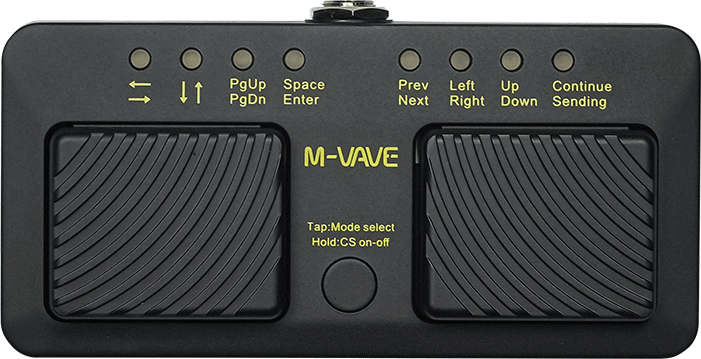 ← ↓↑ PgUp Space Prev Left Up Continue
→ PgDn Enter Next Right Down Sending
M-VAVE
Tap:Mode select
Hold:CS on-off